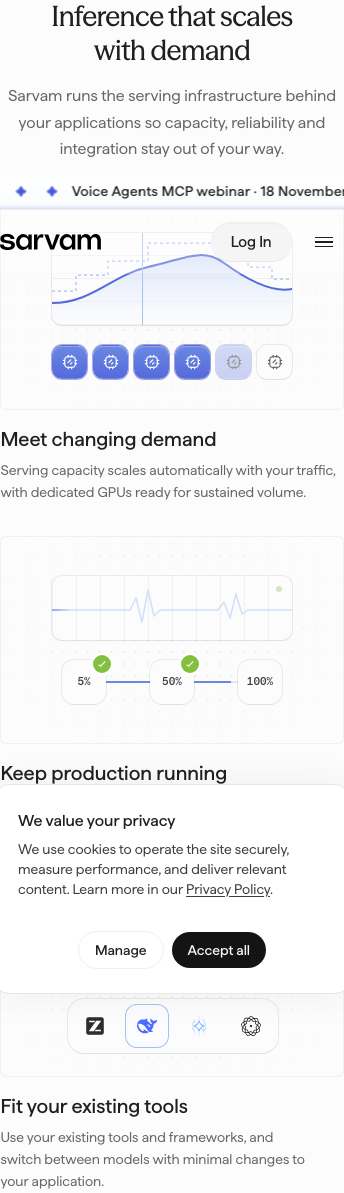 Inference that scales
with demand
Sarvam runs the serving infrastructure behind
your applications so capacity, reliability and
integration stay out of your way.
Voice Agents MCP webinar · 18 November
sarvam
Log In
Meet changing demand
Serving capacity scales automatically with your traffic,
with dedicated GPUs ready for sustained volume.
5%
50%
100%
Keep production running
We value your privacy
We use cookies to operate the site securely,
measure performance, and deliver relevant
content. Learn more in our Privacy Policy.
Manage
Accept all
Fit your existing tools
Use your existing tools and frameworks, and
switch between models with minimal changes to
your application.